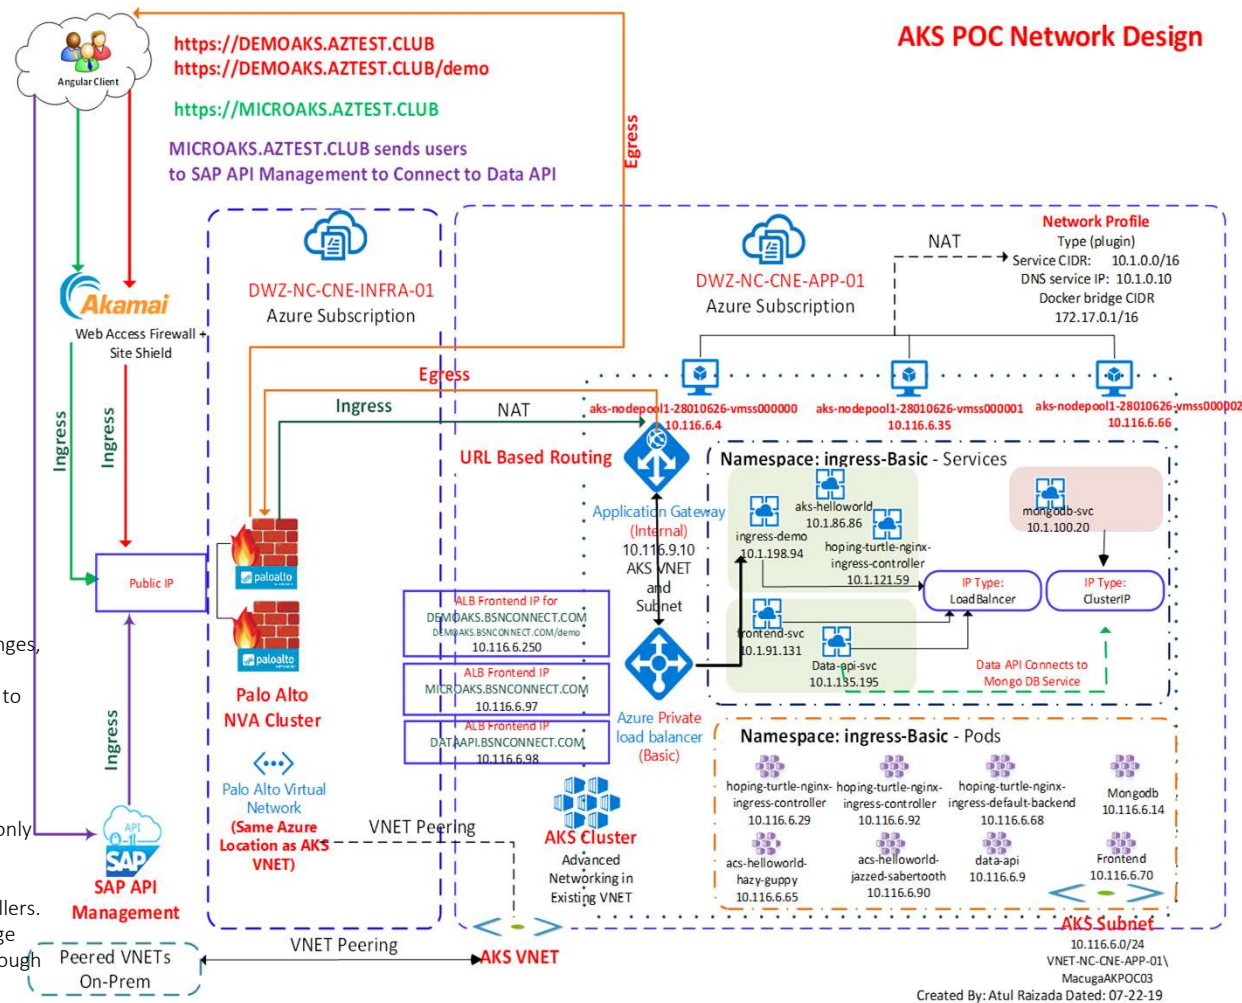 AKS POC Network Design
Angular Client
https://DEMOAKS.AZTEST.CLUB
https://DEMOAKS.AZTEST.CLUB/demo
https://MICROAKS.AZTEST.CLUB
MICROAKS.AZTEST.CLUB sends users
to SAP API Management to Connect to Data API
Egress
Akamai
Web Access Firewall +
Site Shield
Ingress
Ingress
Public IP
Ingress
nges,
to
only
llers.
ge
ough
API
SAP
SAP API
Management
Peered VNETs
On-Prem
VNET Peering
DWZ-NC-CNE-INFRA-01
Azure Subscription
Egress
Ingress
NAT
paloalto
paloalto
Palo Alto
NVA Cluster
Palo Alto Virtual
Network
(Same Azure
Location as AKS
VNET)
VNET Peering
AKS VNET
DWZ-NC-CNE-APP-01
Azure Subscription
NAT
Network Profile
Type (plugin)
Service CIDR: 10.1.0.0/16
DNS service IP: 10.1.0.10
Docker bridge CIDR
172.17.0.1/16
aks-nodepool1-28010626-vmss000000
10.116.6.4
aks-nodepool1-28010626-vmss000001
10.116.6.35
aks-nodepool1-28010626-vmss000002
10.116.6.66
URL Based Routing
Application Gateway
(Internal)
10.116.9.10
AKS VNET
and
Subnet
ALB Frontend IP for
DEMOAKS.BSNCONNECT.COM
DEMOAKS.BSNCONNECT.COM/demo
10.116.6.250
ALB Frontend IP
MICROAKS.BSNCONNECT.COM
10.116.6.97
ALB Frontend IP
DATAAPI.BSNCONNECT.COM
10.116.6.98
Azure Private
load balancer
(Basic)
AKS Cluster
Advanced
Networking in
Existing VNET
Namespace: ingress-Basic - Services
aks-helloworld
10.1.86.86
ingress-demo
10.1.198.94
hoping-turtle-nginx-
ingress-controller
10.1.121.59
mongodb-svc
10.1.100.20
IP Type:
LoadBalncer
IP Type:
ClusterIP
frontend-svc
10.1.91.131
Data-api-svc
10.1.135.195
Data API Connects to
Mongo DB Service
Namespace: ingress-Basic - Pods
hoping-turtle-nginx-
ingress-controller
10.116.6.29
hoping-turtle-nginx-
ingress-controller
10.116.6.92
hoping-turtle-nginx-
ingress-default-backend
10.116.6.68
Mongodb
10.116.6.14
acs-helloworld-
hazy-guppy
10.116.6.65
acs-helloworld-
jazzed-sabertooth
10.116.6.90
data-api
10.116.6.9
Frontend
10.116.6.70
AKS Subnet
10.116.6.0/24
VNET-NC-CNE-APP-01\
MacugaAKPOC03
Created By: Atul Raizada Dated: 07-22-19